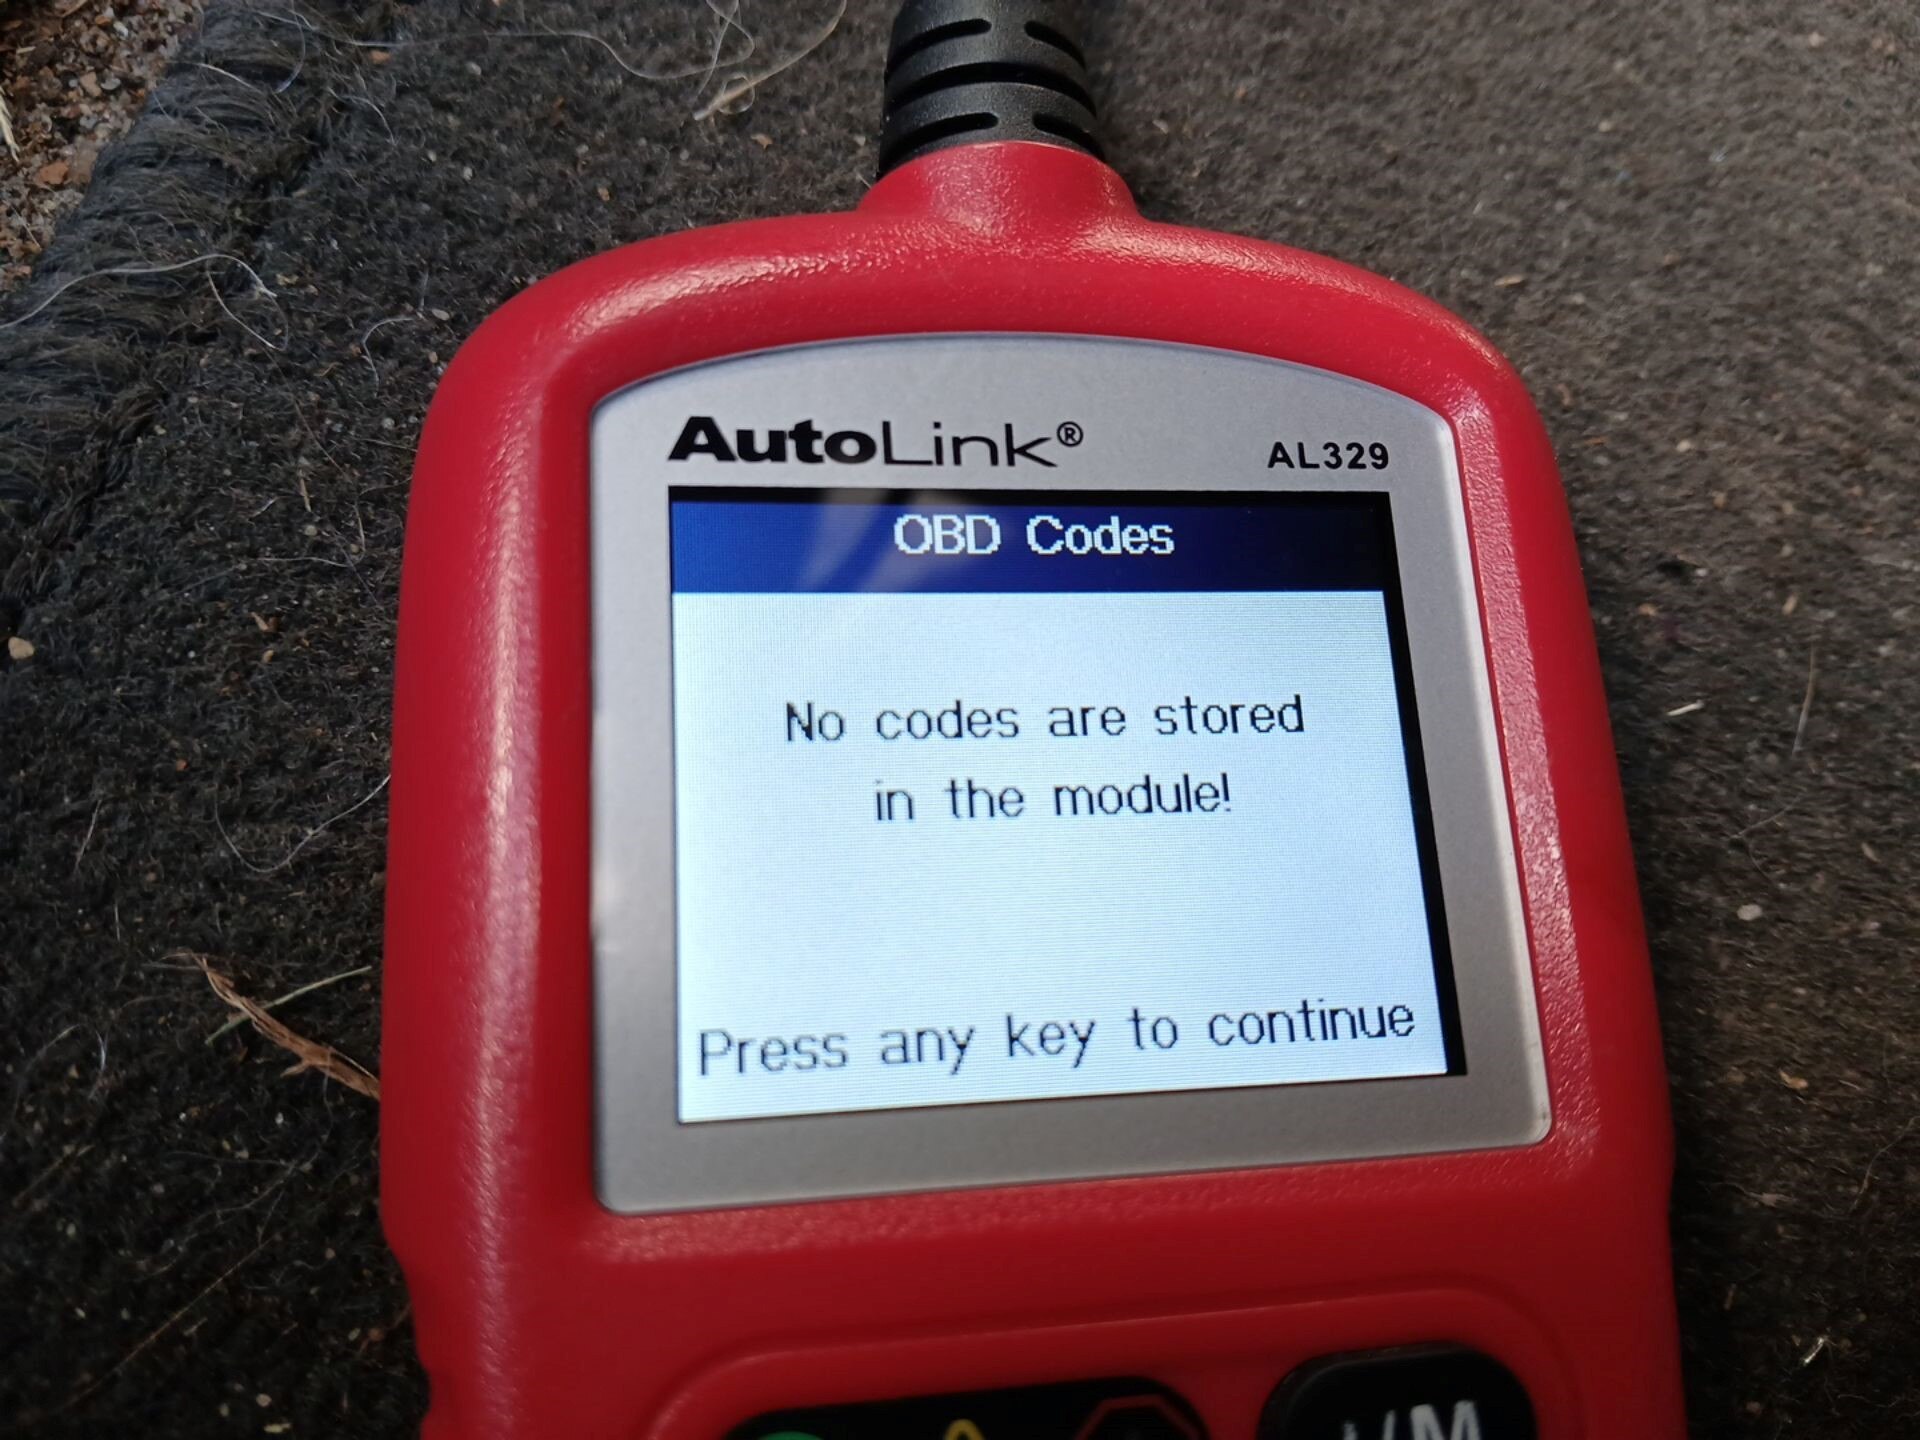 AutoLink® AL329
OBD Codes
No codes are stored
in the module!
Press any key to continue
I/M